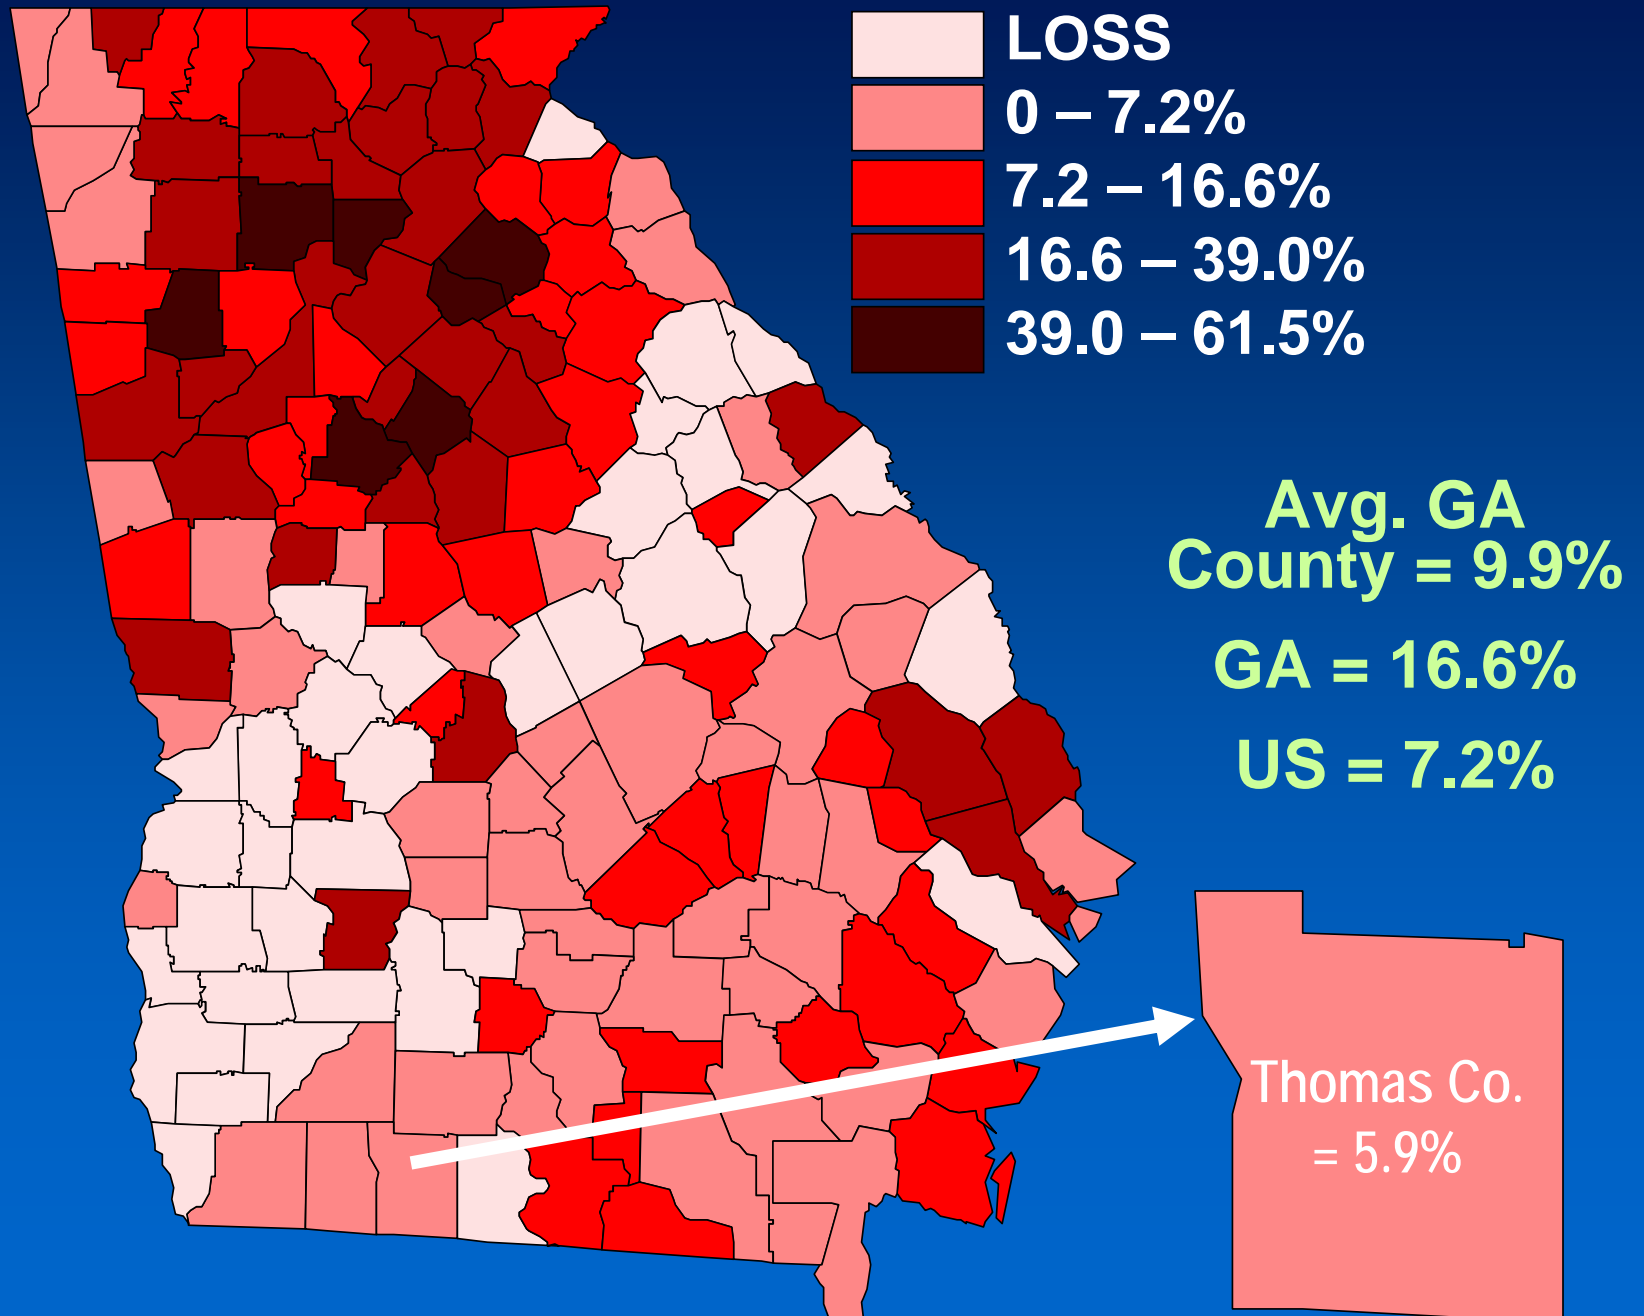 LOSS
0 – 7.2%
7.2 – 16.6%
16.6 – 39.0%
39.0 – 61.5%
Avg. GA
County = 9.9%
GA = 16.6%
US = 7.2%
Thomas Co.
= 5.9%